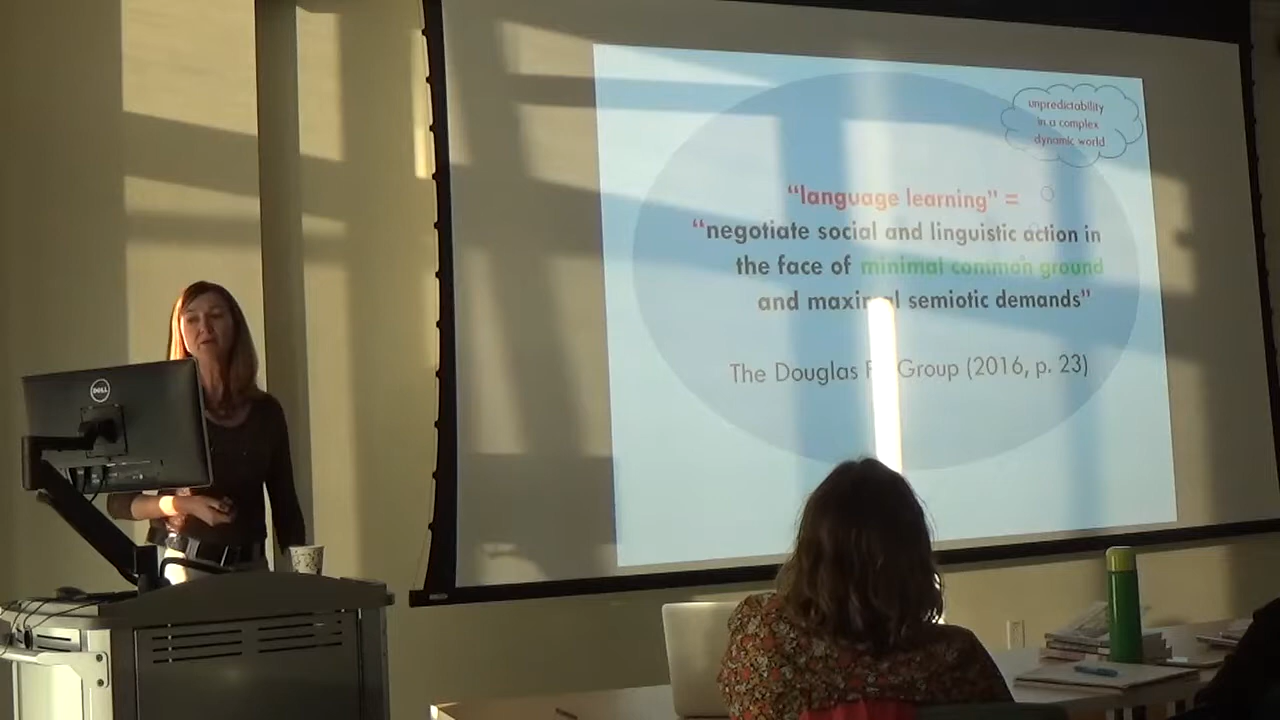 unpredictability
in a complex
dynamic world
“language learning” =
“negotiate social and linguistic action in
the face of minimal common ground
and maximal semiotic demands”
The Douglas Group (2016, p. 23)
DELL